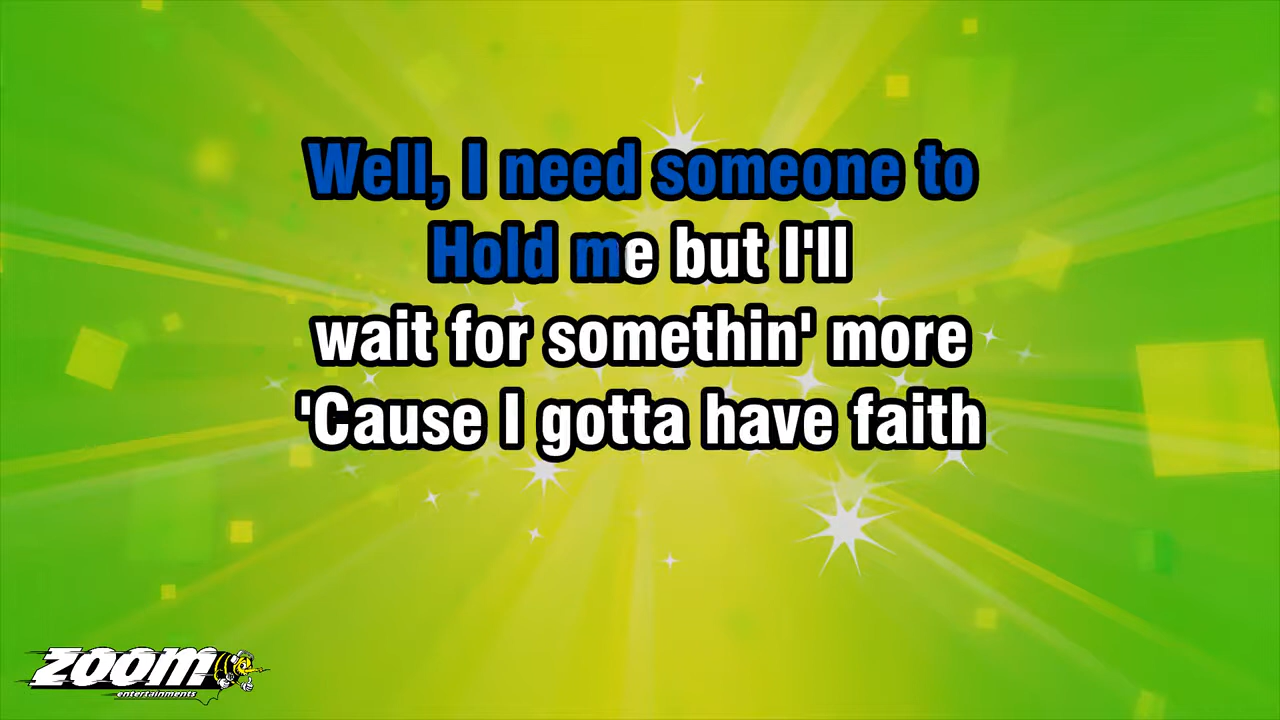 Well, I need someone to
Hold me but I'll
wait for somethin' more
'Cause I gotta have faith
ZOOM
entertainments